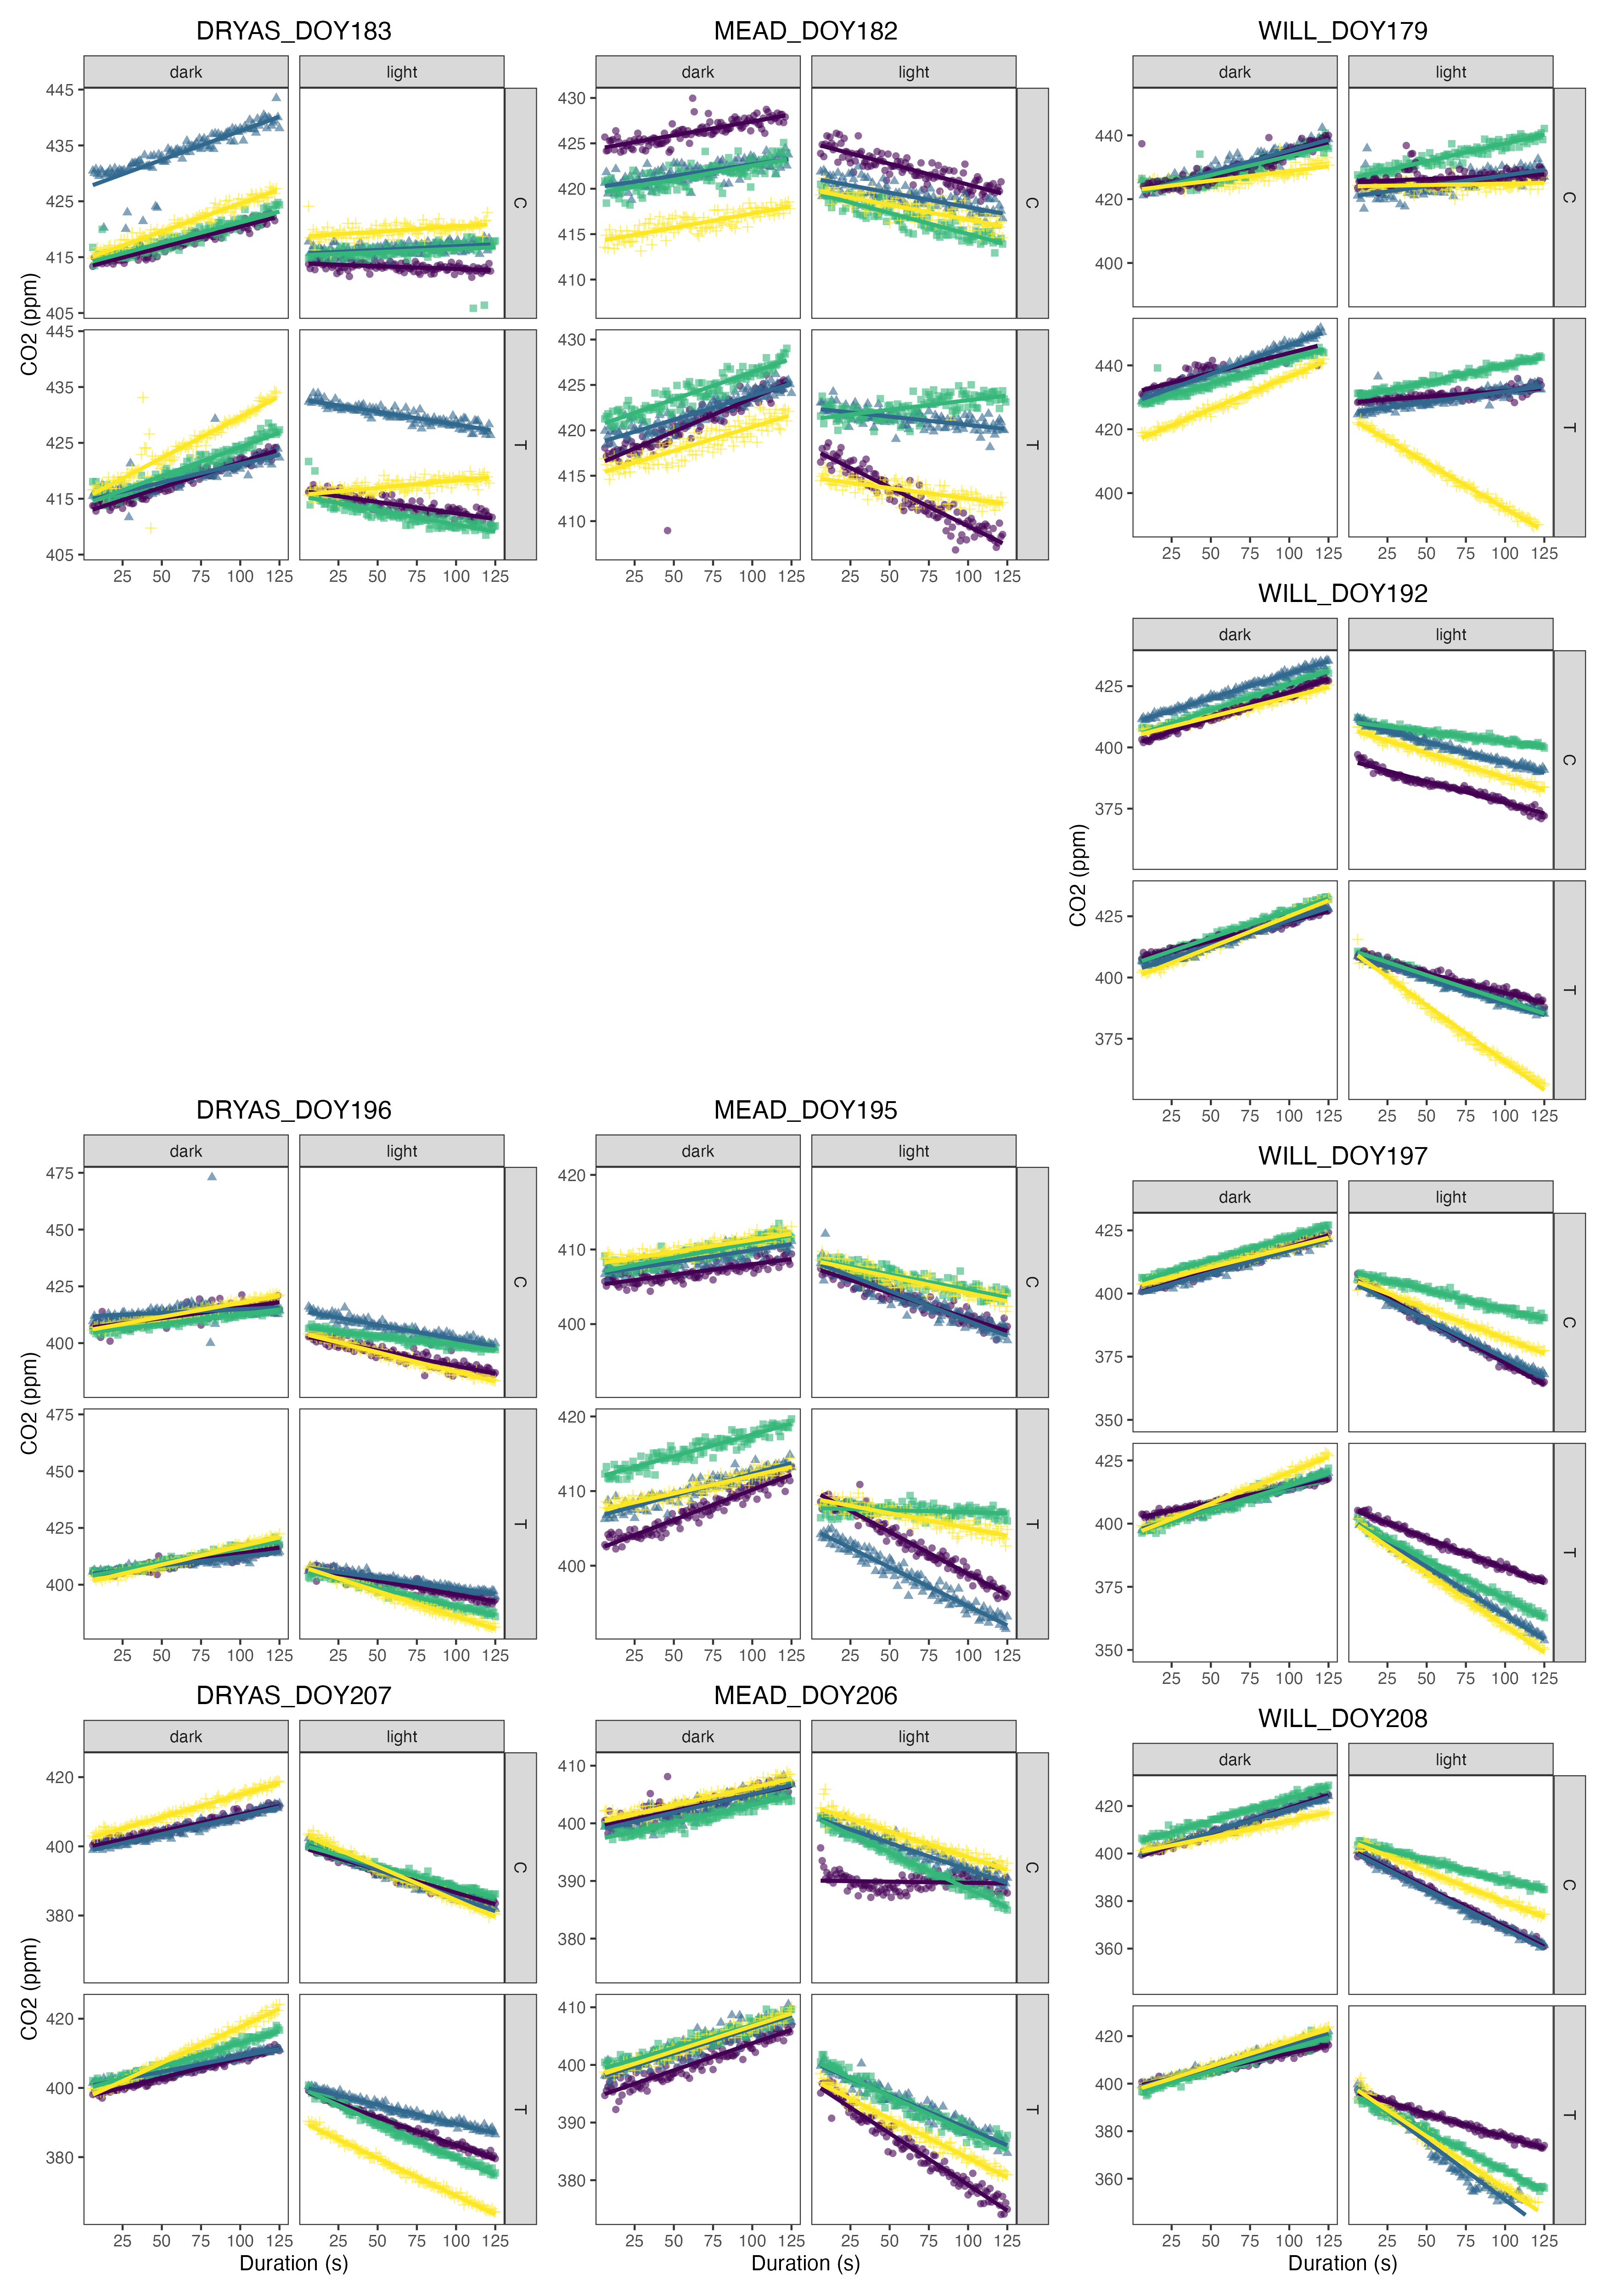 DRYAS_DOY183
dark light
CO2 (ppm)
445
435
425
415
405
C
445
435
425
415
405
T
25 50 75 100 125 25 50 75 100 125
MEAD_DOY182
dark light
430
425
420
415
410
C
430
425
420
415
410
T
25 50 75 100 125 25 50 75 100 125
WILL_DOY179
dark light
440
420
400
C
440
420
400
T
25 50 75 100 125 25 50 75 100 125
WILL_DOY192
dark light
CO2 (ppm)
425
400
375
C
425
400
375
T
25 50 75 100 125 25 50 75 100 125
DRYAS_DOY196
dark light
CO2 (ppm)
475
450
425
400
C
475
450
425
400
T
25 50 75 100 125 25 50 75 100 125
MEAD_DOY195
dark light
420
410
400
C
420
410
400
T
25 50 75 100 125 25 50 75 100 125
WILL_DOY197
dark light
425
400
375
350
C
425
400
375
350
T
25 50 75 100 125 25 50 75 100 125
DRYAS_DOY207
dark light
CO2 (ppm)
420
400
380
C
420
400
380
T
25 50 75 100 125 25 50 75 100 125
Duration (s)
MEAD_DOY206
dark light
410
400
390
380
C
410
400
390
380
T
25 50 75 100 125 25 50 75 100 125
Duration (s)
WILL_DOY208
dark light
420
400
380
360
C
420
400
380
360
T
25 50 75 100 125 25 50 75 100 125
Duration (s)